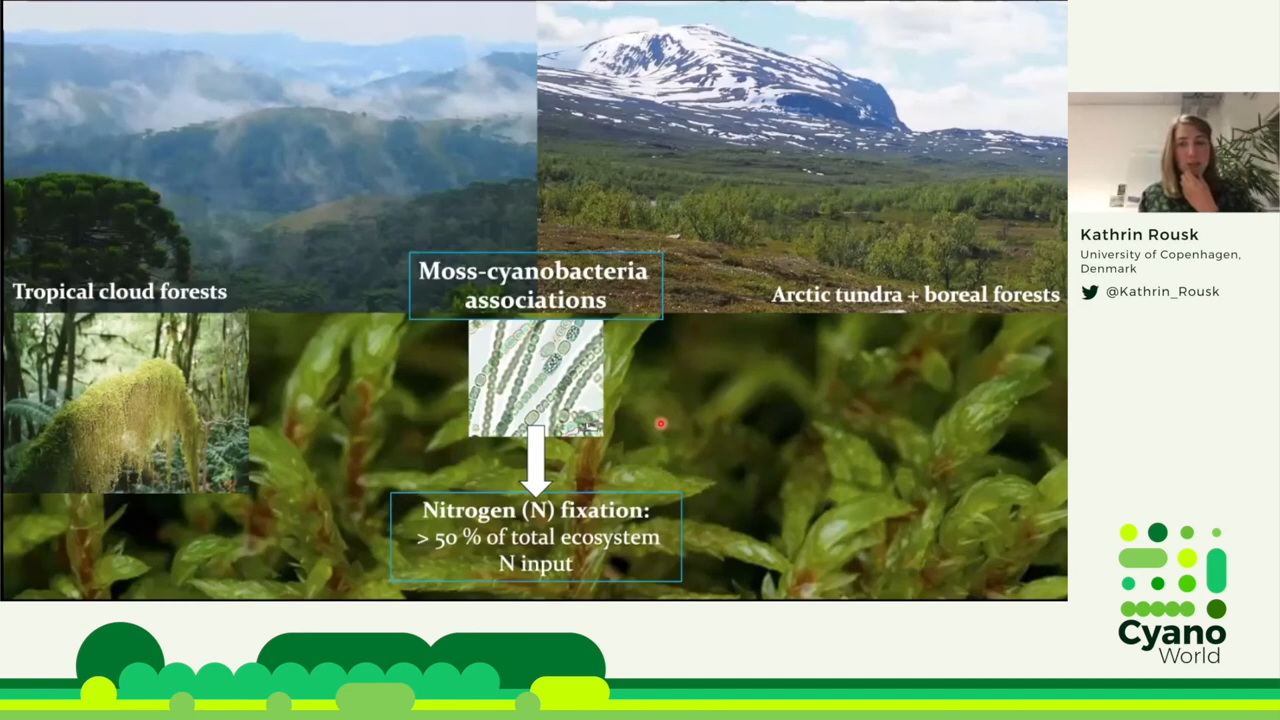 Tropical cloud forests
Moss-cyanobacteria
associations
Arctic tundra + boreal forests
Nitrogen (N) fixation:
> 50 % of total ecosystem
N input
Kathrin Rousk
University of Copenhagen,
Denmark
@Kathrin_Rousk
Cyano
World